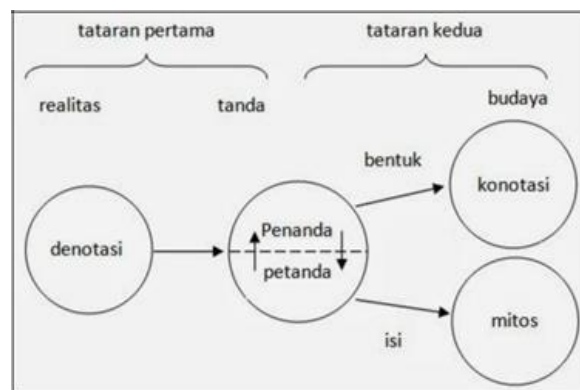 tataran pertama tataran kedua
realitas tanda budaya
bentuk
konotasi
Penanda
denotasi
petanda
mitos
isi